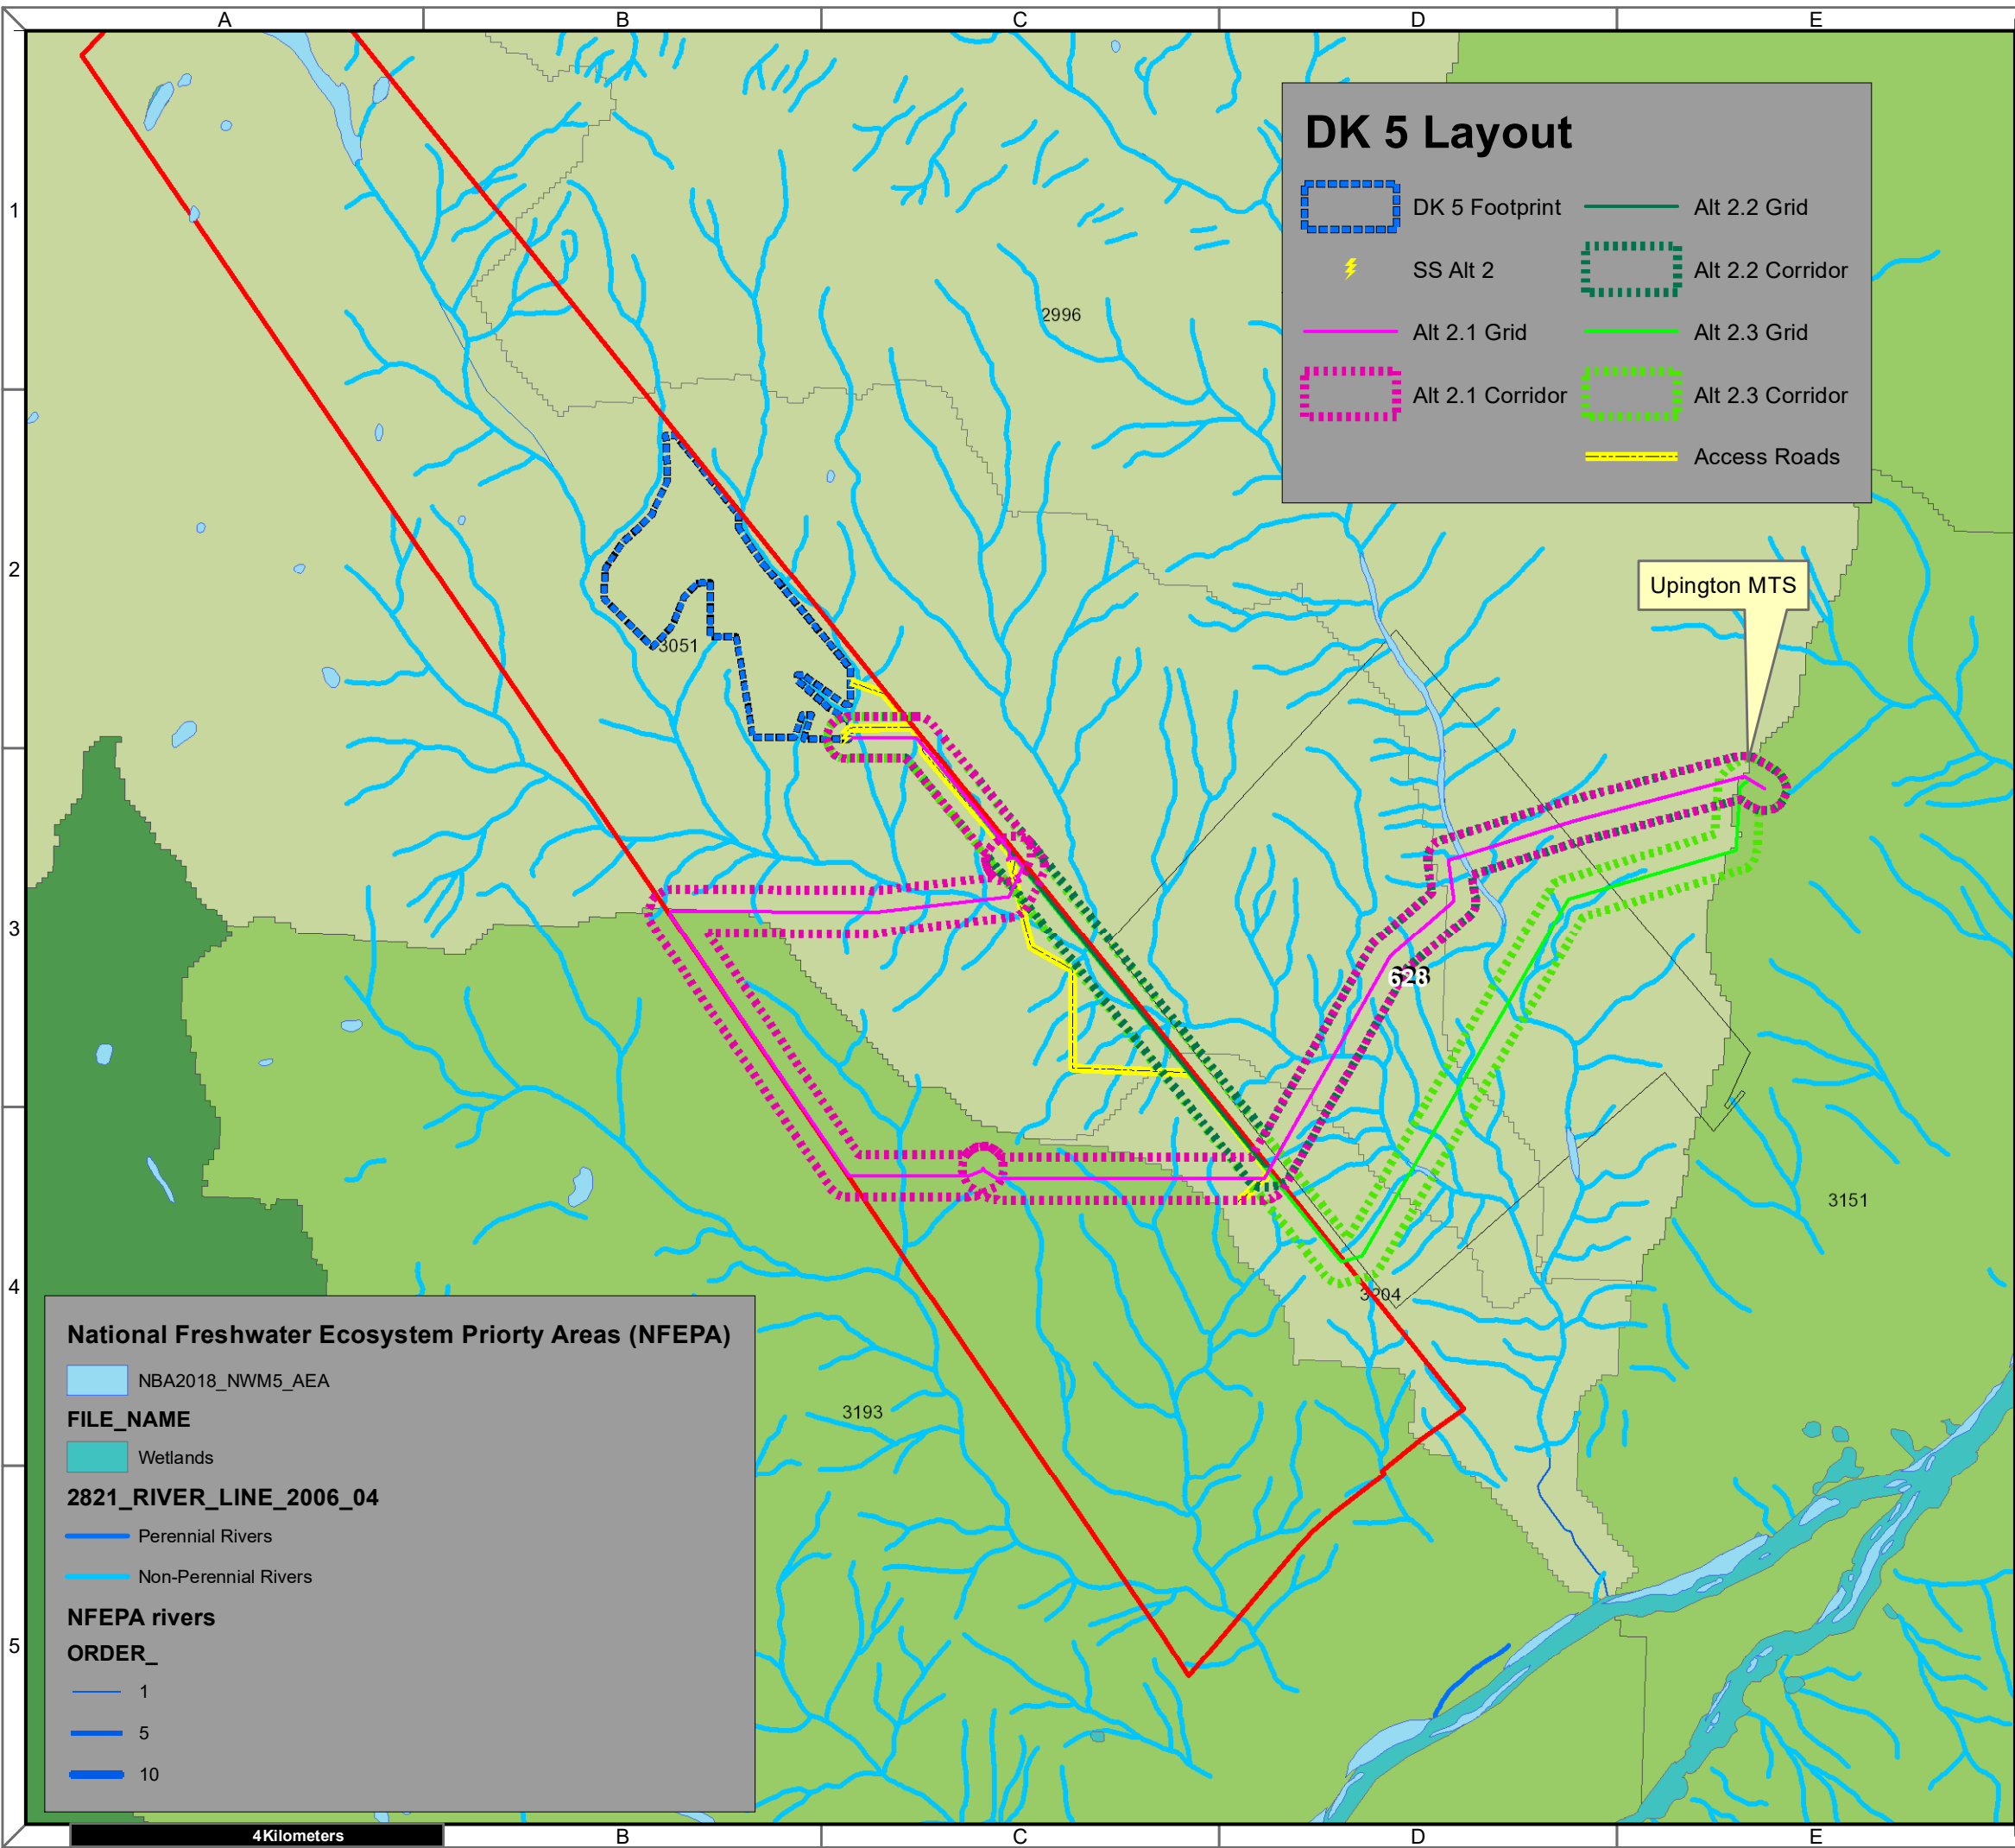 A B C D E
DK 5 Layout
DK 5 Footprint
Alt 2.2 Grid
SS Alt 2
Alt 2.2 Corridor
Alt 2.1 Grid
Alt 2.3 Grid
Alt 2.1 Corridor
Alt 2.3 Corridor
Access Roads
1
2996
2
Upington MTS
3051
3
628
3151
4
3204
3193
5
National Freshwater Ecosystem Priorty Areas (NFEPA)
NBA2018_NWM5_AEA
FILE_NAME
Wetlands
2821_RIVER_LINE_2006_04
Perennial Rivers
Non-Perennial Rivers
NFEPA rivers
ORDER_
1
5
10
4Kilometers
B C D E